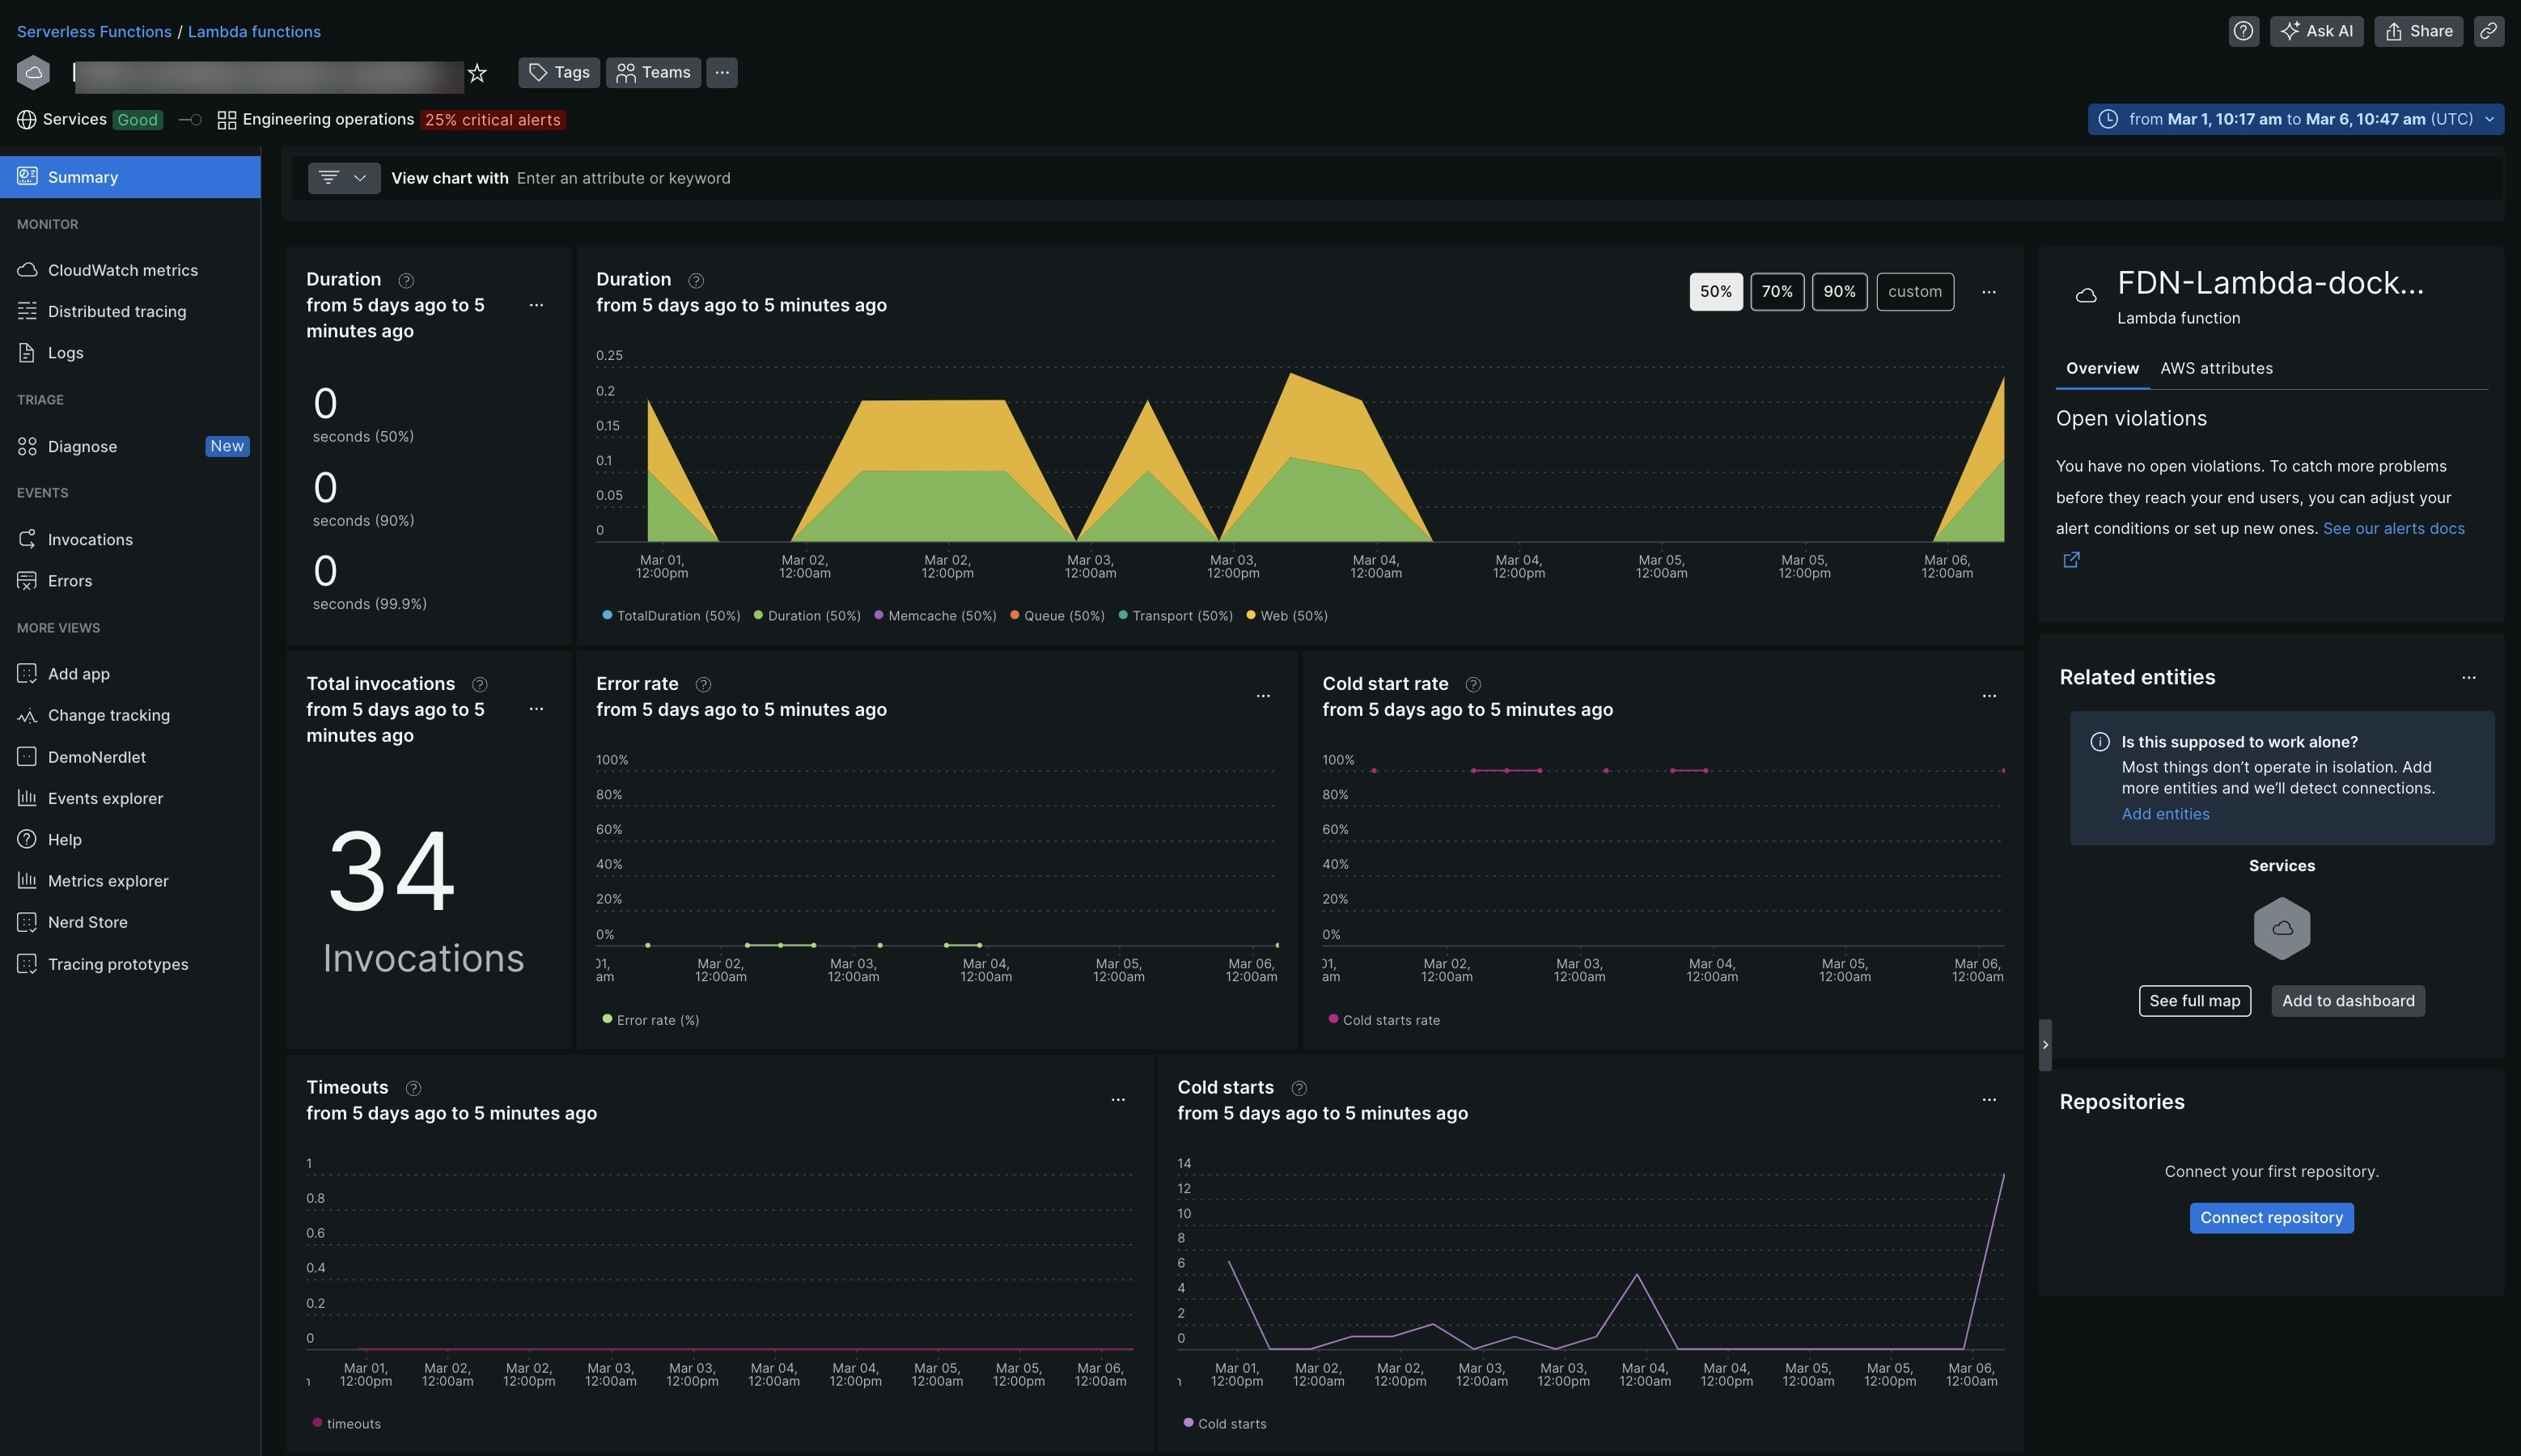 Serverless Functions / Lambda functions
Ask AI
Share
Tags
Teams
Services Good
Engineering operations 25% critical alerts
from Mar 1, 10:17 am to Mar 6, 10:47 am (UTC)
Summary
MONITOR
CloudWatch metrics
Distributed tracing
Logs
TRIAGE
Diagnose New
EVENTS
Invocations
Errors
MORE VIEWS
Add app
Change tracking
DemoNerdlet
Events explorer
Help
Metrics explorer
Nerd Store
Tracing prototypes
View chart with Enter an attribute or keyword
Duration
from 5 days ago to 5
minutes ago
0
seconds (50%)
0
seconds (90%)
0
seconds (99.9%)
Duration
from 5 days ago to 5 minutes ago
50% 70% 90% custom
0.25
0.2
0.15
0.1
0.05
0
Mar 01, Mar 02, Mar 02, Mar 03, Mar 03, Mar 04, Mar 04, Mar 05, Mar 05, Mar 06,
12:00pm 12:00am 12:00pm 12:00am 12:00pm 12:00am 12:00pm 12:00am 12:00pm 12:00am
TotalDuration (50%) Duration (50%) Memcache (50%) Queue (50%) Transport (50%) Web (50%)
Total invocations
from 5 days ago to 5
minutes ago
34
Invocations
Error rate
from 5 days ago to 5 minutes ago
100%
80%
60%
40%
20%
0%
01, Mar 02, Mar 03, Mar 04, Mar 05, Mar 06,
am 12:00am 12:00am 12:00am 12:00am 12:00am
Error rate (%)
Cold start rate
from 5 days ago to 5 minutes ago
100%
80%
60%
40%
20%
0%
01, Mar 02, Mar 03, Mar 04, Mar 05, Mar 06,
am 12:00am 12:00am 12:00am 12:00am 12:00am
Cold starts rate
Timeouts
from 5 days ago to 5 minutes ago
1
0.8
0.6
0.4
0.2
0
Mar 01, Mar 02, Mar 02, Mar 03, Mar 03, Mar 04, Mar 04, Mar 05, Mar 05, Mar 06,
12:00pm 12:00am 12:00pm 12:00am 12:00pm 12:00am 12:00pm 12:00am 12:00pm 12:00am
timeouts
Cold starts
from 5 days ago to 5 minutes ago
14
12
10
8
6
4
2
0
Mar 01, Mar 02, Mar 02, Mar 03, Mar 03, Mar 04, Mar 04, Mar 05, Mar 05, Mar 06,
12:00pm 12:00am 12:00pm 12:00am 12:00pm 12:00am 12:00pm 12:00am 12:00pm 12:00am
Cold starts
FDN-Lambda-dock...
Lambda function
Overview AWS attributes
Open violations
You have no open violations. To catch more problems
before they reach your end users, you can adjust your
alert conditions or set up new ones. See our alerts docs
Related entities
Is this supposed to work alone?
Most things don’t operate in isolation. Add
more entities and we’ll detect connections.
Add entities
Services
See full map
Add to dashboard
Repositories
Connect your first repository.
Connect repository